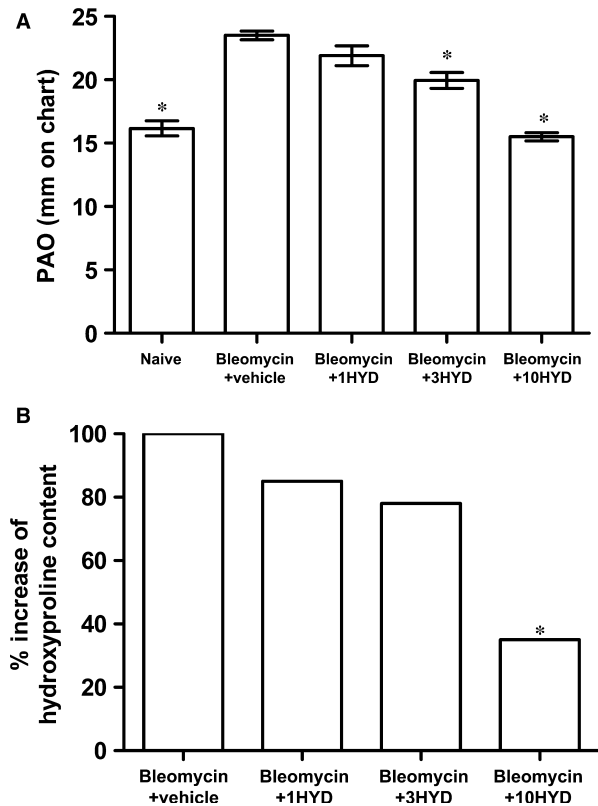 A
PAO (mm on chart)
25
20
15
10
5
0
*
*
*
Naive
Bleomycin
+vehicle
Bleomycin
+1HYD
Bleomycin
+3HYD
Bleomycin
+10HYD
B
% increase of
hydroxyproline content
100
80
60
40
20
0
*
Bleomycin
+vehicle
Bleomycin
+1HYD
Bleomycin
+3HYD
Bleomycin
+10HYD